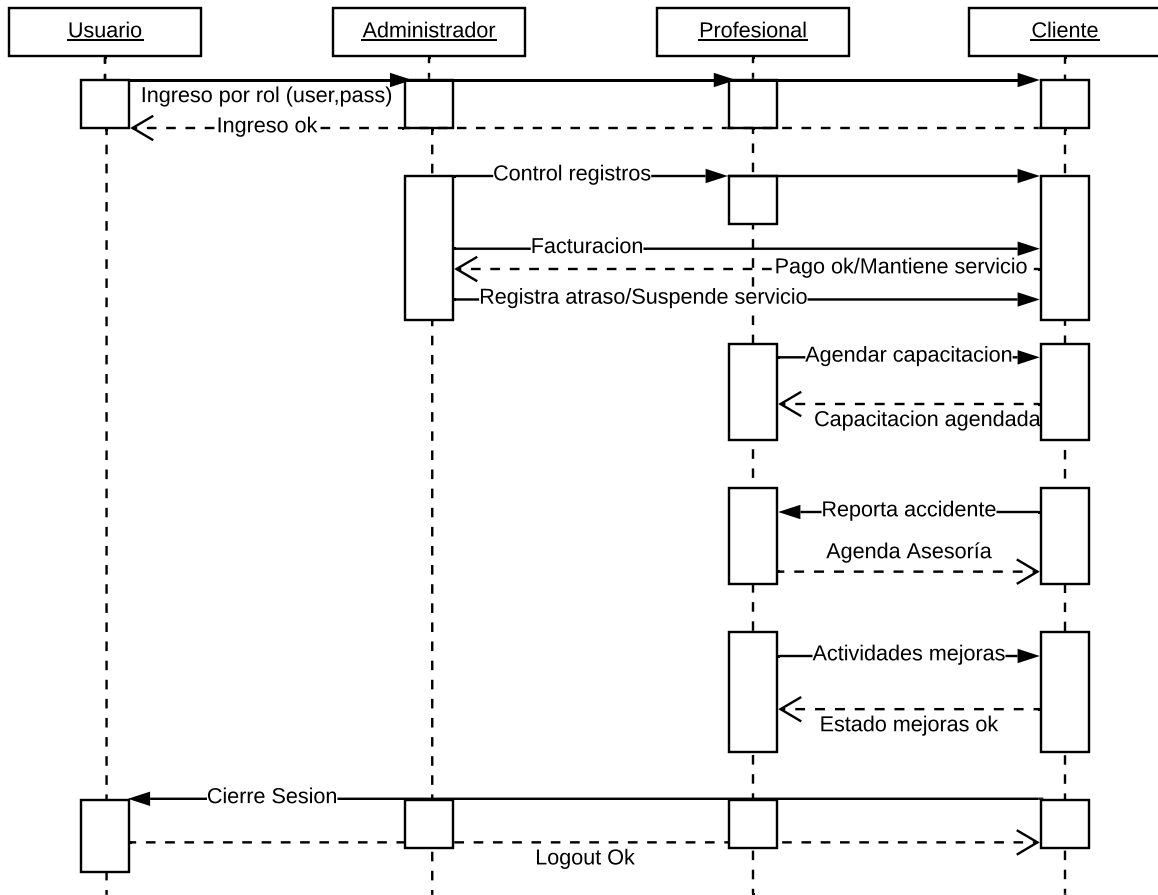 Usuario
Administrador
Profesional
Cliente
Ingreso por rol (user,pass)
Ingreso ok
Control registros
Facturacion
Pago ok/Mantiene servicio
Registra atraso/Suspende servicio
Agendar capacitacion
Capacitacion agendada
Reporta accidente
Agenda Asesoría
Actividades mejoras
Estado mejoras ok
Cierre Sesion
Logout Ok